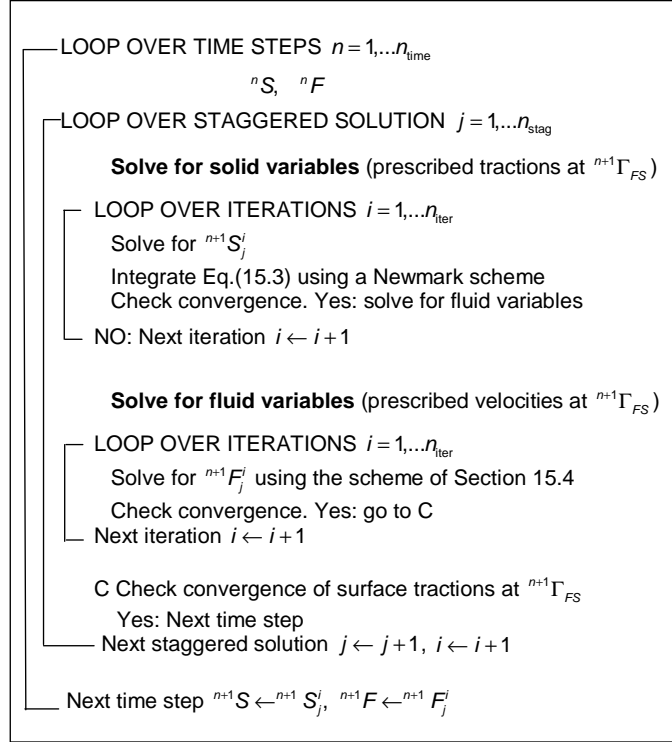 LOOP OVER TIME STEPS n = 1,...n_time
ⁿS, ⁿF
LOOP OVER STAGGERED SOLUTION j = 1,...n_stag
Solve for solid variables (prescribed tractions at ⁿ⁺¹Γ_FS)
LOOP OVER ITERATIONS i = 1,...n_iter
Solve for ⁿ⁺¹S_j^i
Integrate Eq.(15.3) using a Newmark scheme
Check convergence. Yes: solve for fluid variables
NO: Next iteration i ← i + 1
Solve for fluid variables (prescribed velocities at ⁿ⁺¹Γ_FS)
LOOP OVER ITERATIONS i = 1,...n_iter
Solve for ⁿ⁺¹F_j^i using the scheme of Section 15.4
Check convergence. Yes: go to C
Next iteration i ← i + 1
C Check convergence of surface tractions at ⁿ⁺¹Γ_FS
Yes: Next time step
Next staggered solution j ← j + 1, i ← i + 1
Next time step ⁿ⁺¹S ← ⁿ⁺¹S_j^i, ⁿ⁺¹F ← ⁿ⁺¹F_j^i